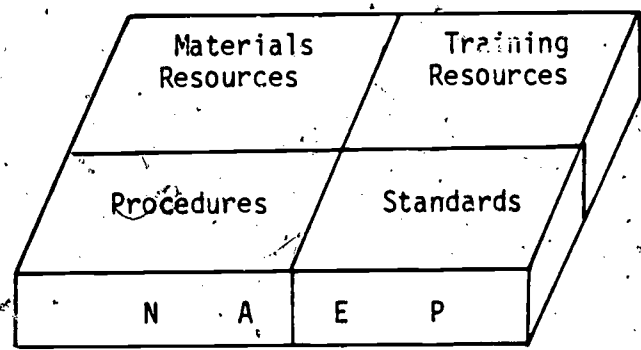 Materials
Resources
Training
Resources
Procedures
Standards
N A E P